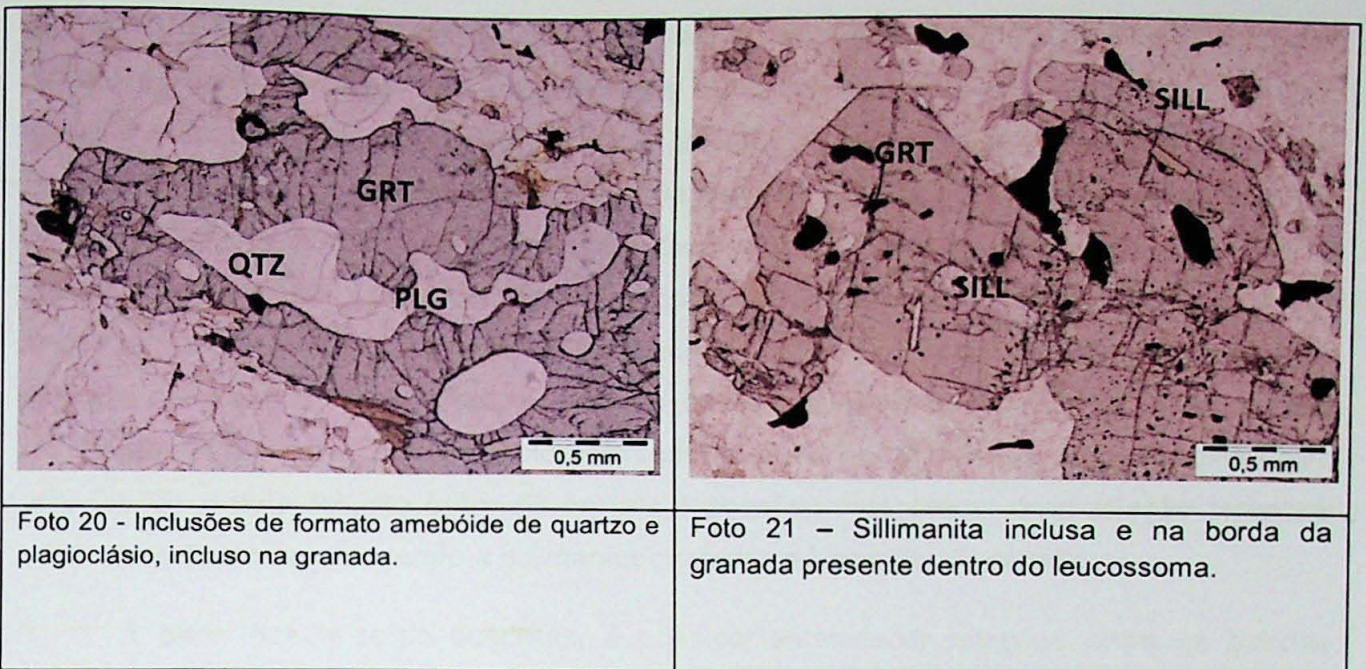 GRT
QTZ
PLG
0,5 mm
SILL
GRT
SILL
0,5 mm
Foto 20 - Inclusões de formato amebóide de quartzo e
plagioclásio, incluso na granada.
Foto 21 – Sillimanita inclusa e na borda da
granada presente dentro do leucossoma.